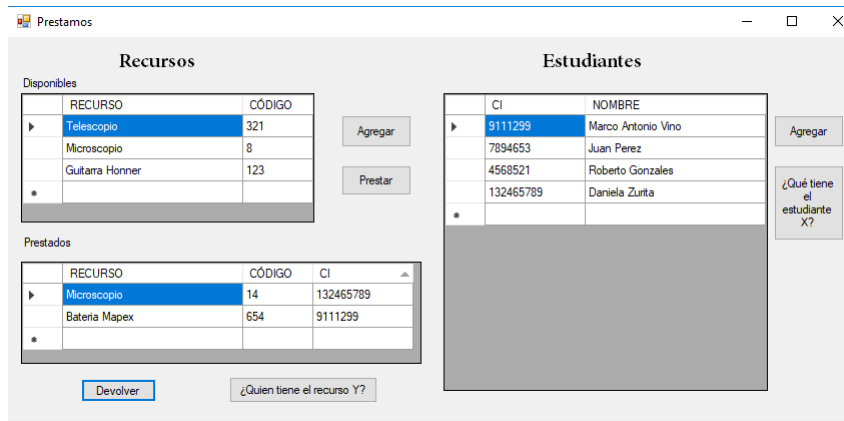 Prestamos
Recursos
Estudiantes
Disponibles
RECURSO CÓDIGO
Telescopio 321
Microscopio 8
Guitarra Honner 123
Agregar
Prestar
CI NOMBRE
9111299 Marco Antonio Vino
7894653 Juan Perez
4568521 Roberto Gonzales
132465789 Daniela Zurita
Agregar
¿Qué tiene
el
estudiante
X?
Prestados
RECURSO CÓDIGO CI
Microscopio 14 132465789
Bateria Mapex 654 9111299
Devolver
¿Quien tiene el recurso Y?